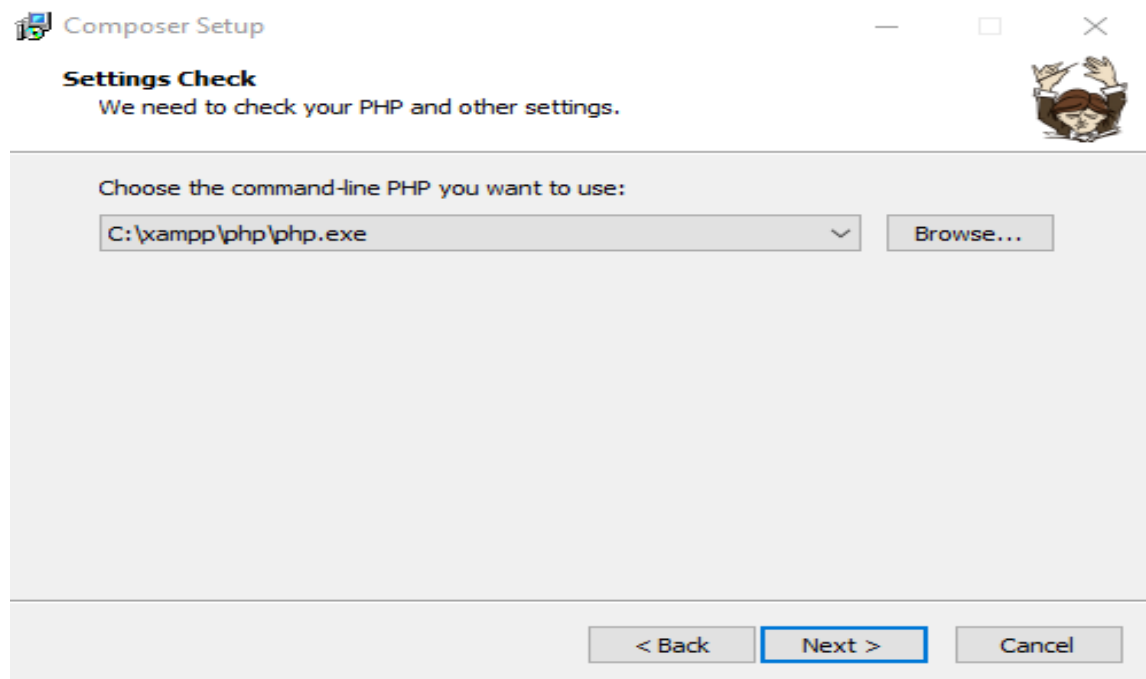 Composer Setup
Settings Check
We need to check your PHP and other settings.
Choose the command-line PHP you want to use:
C:\xampp\php\php.exe
Browse...
< Back
Next >
Cancel